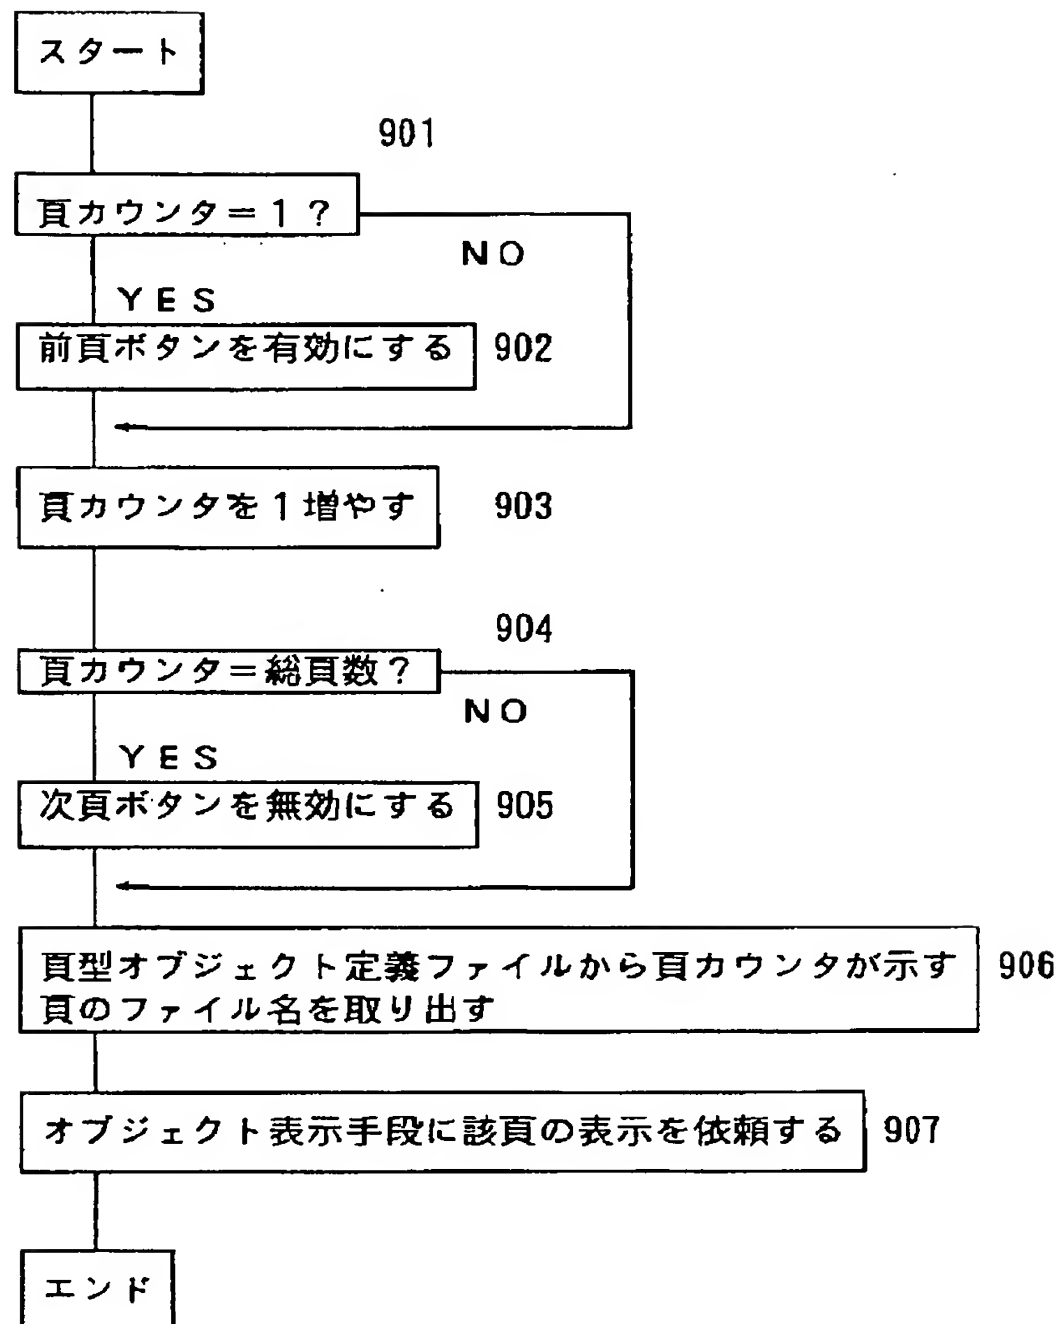 スタート
901
頁カウンタ＝1？
NO
YES
前頁ボタンを有効にする 902
頁カウンタを1増やす 903
904
頁カウンタ＝総頁数？
NO
YES
次頁ボタンを無効にする 905
頁型オブジェクト定義ファイルから頁カウンタが示す 906
頁のファイル名を取り出す
オブジェクト表示手段に該頁の表示を依頼する 907
エンド